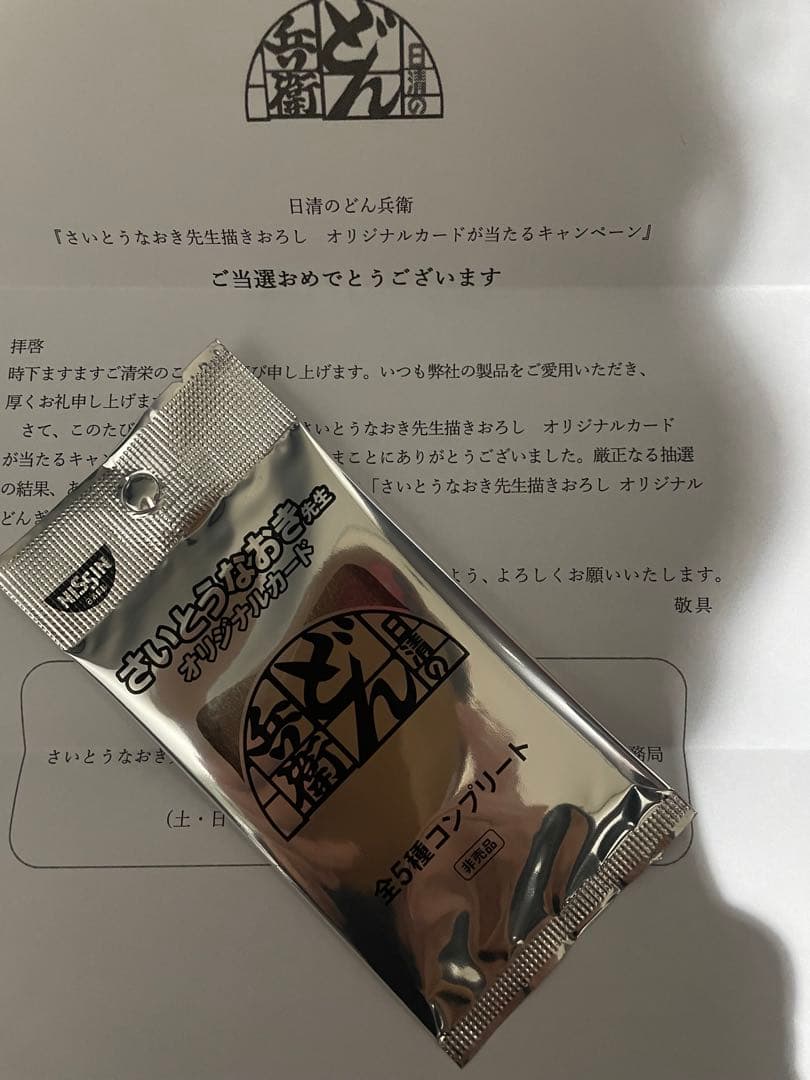 日清の
どん
兵衛
日清のどん兵衛
『さいとうなおき先生描きおろし　オリジナルカードが当たるキャンペーン』
ご当選おめでとうございます
拝啓
時下ますますご清栄のこ び申し上げます。いつも弊社の製品をご愛用いただき、
厚くお礼申し上げま
さて、このたび さいとうなおき先生描きおろし　オリジナルカード
が当たるキャン まことにありがとうございました。厳正なる抽選
の結果、あ 「さいとうなおき先生描きおろし オリジナル
どん
よう、よろしくお願いいたします。
敬具
さいとうなおき 務局
(土・日
NISSIN
さいとうなおき先生
オリジナルカード
日清の
どん
兵衛
全5種コンプリート
非売品